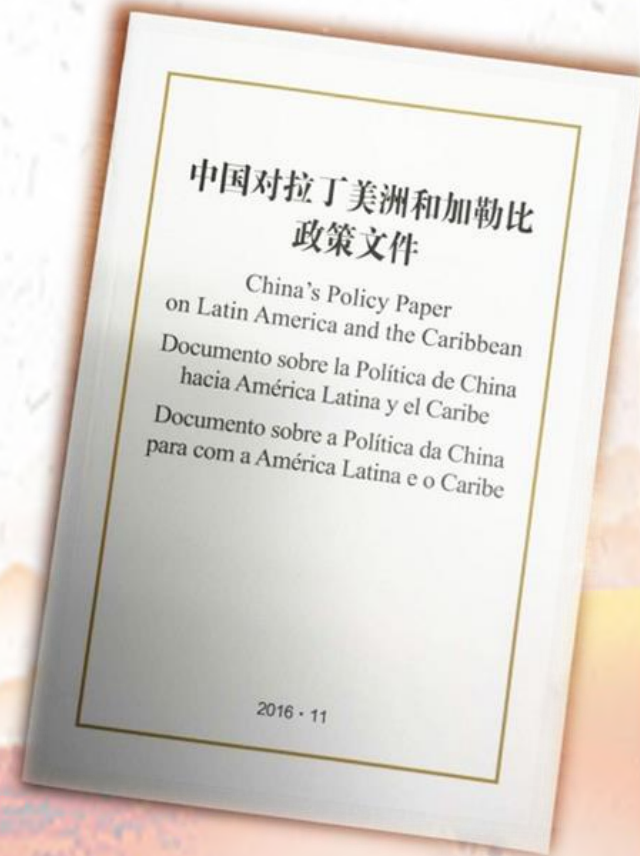 中国对拉丁美洲和加勒比
政策文件
China's Policy Paper
on Latin America and the Caribbean
Documento sobre la Política de China
hacia América Latina y el Caribe
Documento sobre a Política da China
para com a América Latina e o Caribe
2016 · 11